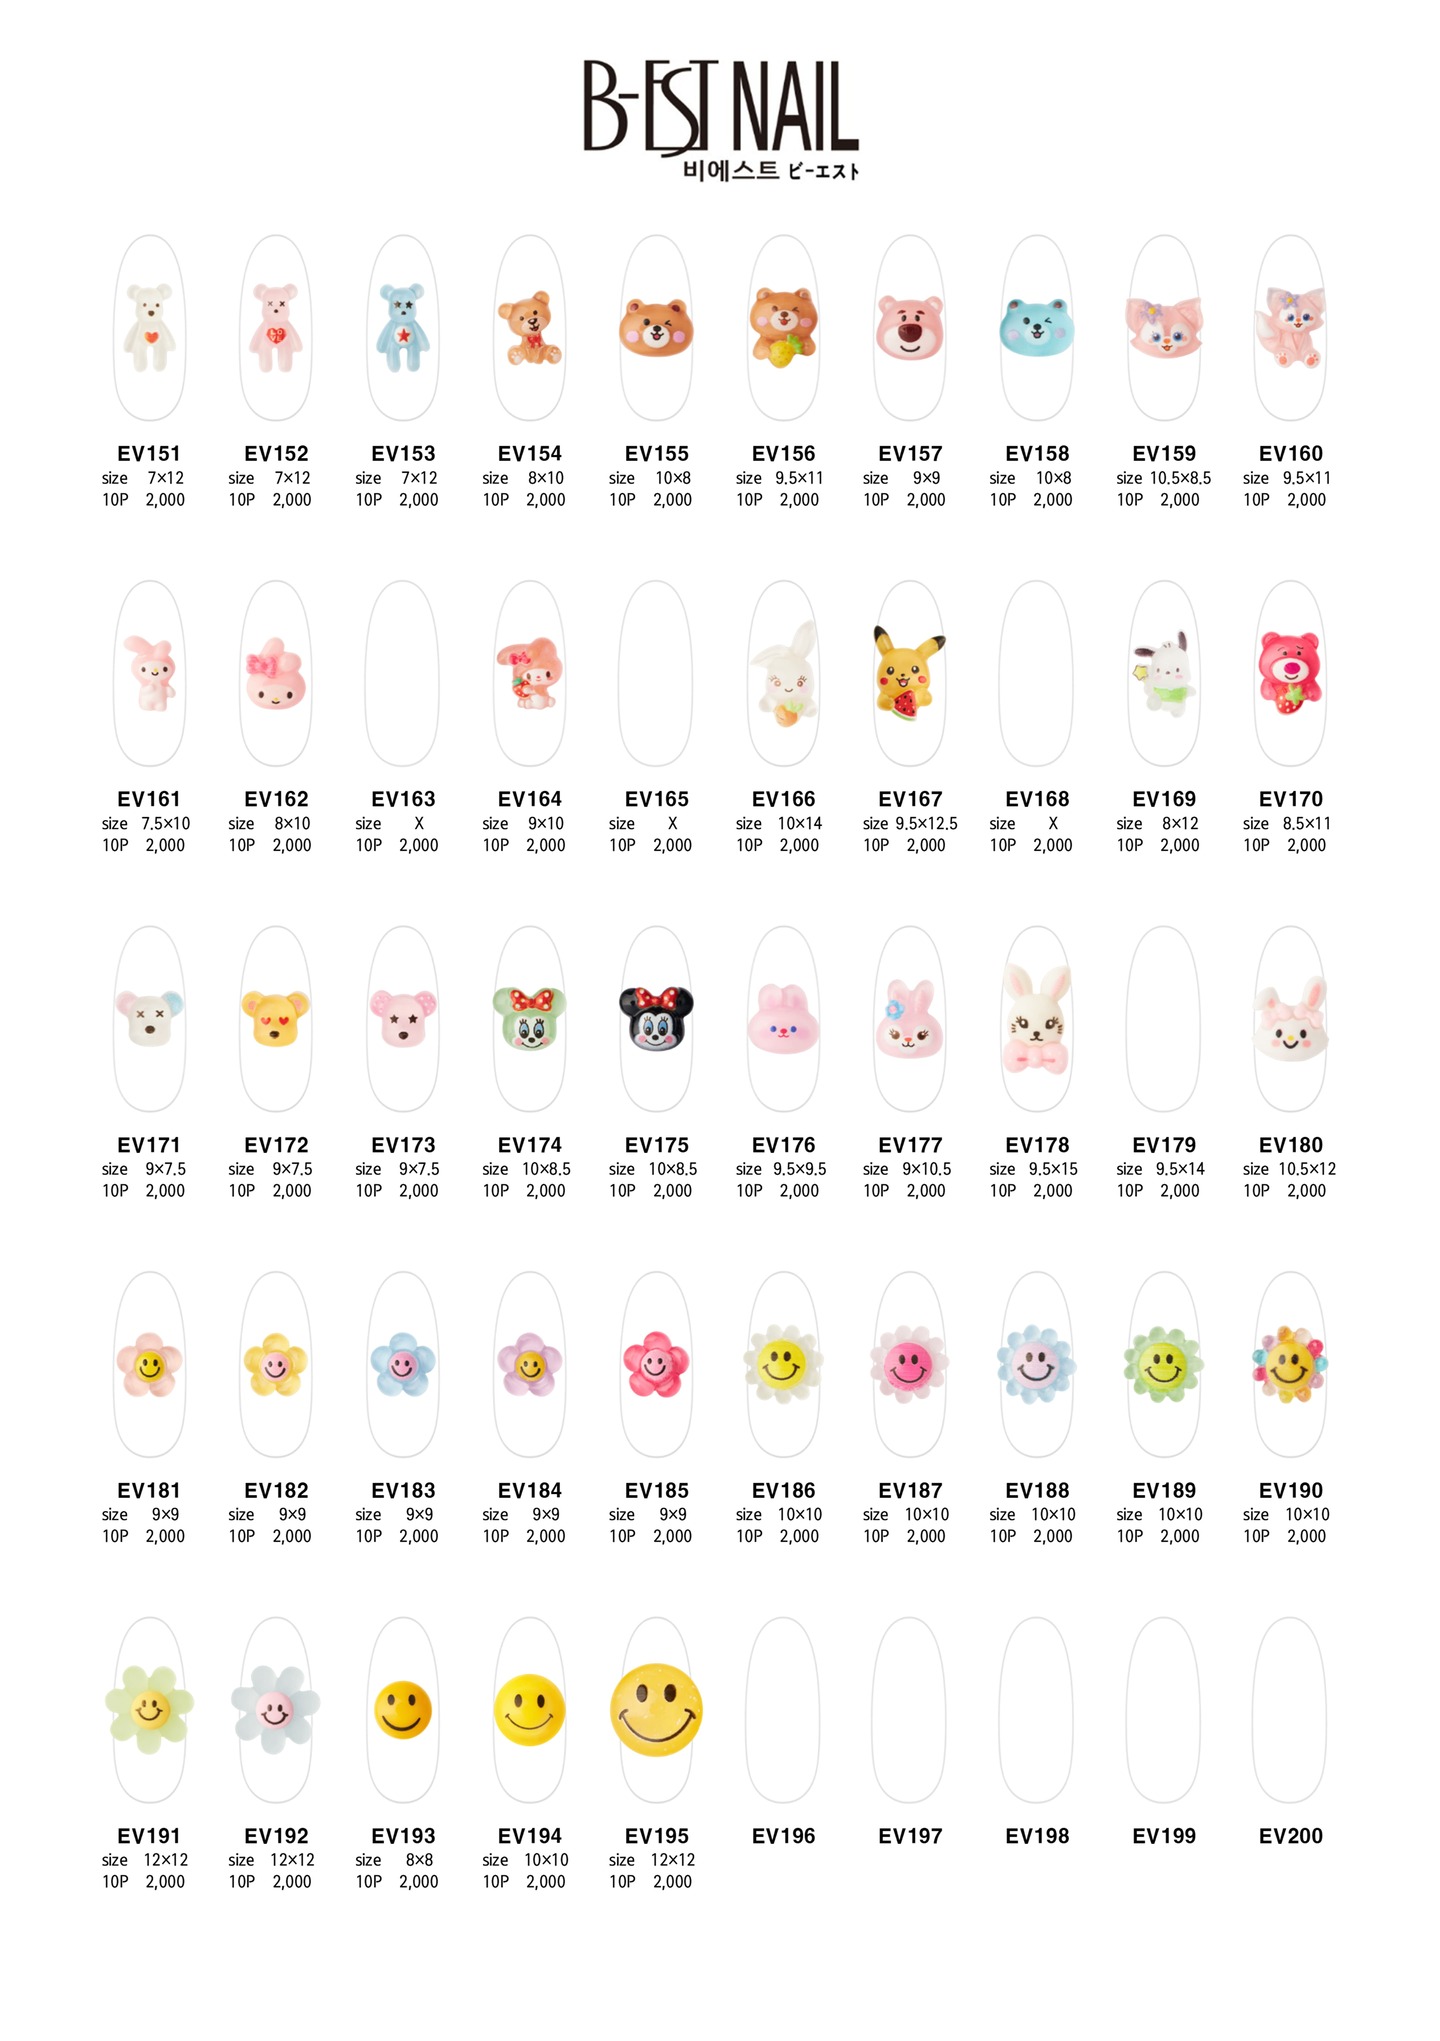 B-EST NAIL
비에스트 ビーエスト
EV151 EV152 EV153 EV154 EV155 EV156 EV157 EV158 EV159 EV160
size 7×12 size 7×12 size 7×12 size 8×10 size 10×8 size 9.5×11 size 9×9 size 10×8 size 10.5×8.5 size 9.5×11
10P 2,000 10P 2,000 10P 2,000 10P 2,000 10P 2,000 10P 2,000 10P 2,000 10P 2,000 10P 2,000 10P 2,000
EV161 EV162 EV163 EV164 EV165 EV166 EV167 EV168 EV169 EV170
size 7.5×10 size 8×10 size X size 9×10 size X size 10×14 size 9.5×12.5 size X size 8×12 size 8.5×11
10P 2,000 10P 2,000 10P 2,000 10P 2,000 10P 2,000 10P 2,000 10P 2,000 10P 2,000 10P 2,000 10P 2,000
EV171 EV172 EV173 EV174 EV175 EV176 EV177 EV178 EV179 EV180
size 9×7.5 size 9×7.5 size 9×7.5 size 10×8.5 size 10×8.5 size 9.5×9.5 size 9×10.5 size 9.5×15 size 9.5×14 size 10.5×12
10P 2,000 10P 2,000 10P 2,000 10P 2,000 10P 2,000 10P 2,000 10P 2,000 10P 2,000 10P 2,000 10P 2,000
EV181 EV182 EV183 EV184 EV185 EV186 EV187 EV188 EV189 EV190
size 9×9 size 9×9 size 9×9 size 9×9 size 9×9 size 10×10 size 10×10 size 10×10 size 10×10 size 10×10
10P 2,000 10P 2,000 10P 2,000 10P 2,000 10P 2,000 10P 2,000 10P 2,000 10P 2,000 10P 2,000 10P 2,000
EV191 EV192 EV193 EV194 EV195 EV196 EV197 EV198 EV199 EV200
size 12×12 size 12×12 size 8×8 size 10×10 size 12×12
10P 2,000 10P 2,000 10P 2,000 10P 2,000 10P 2,000